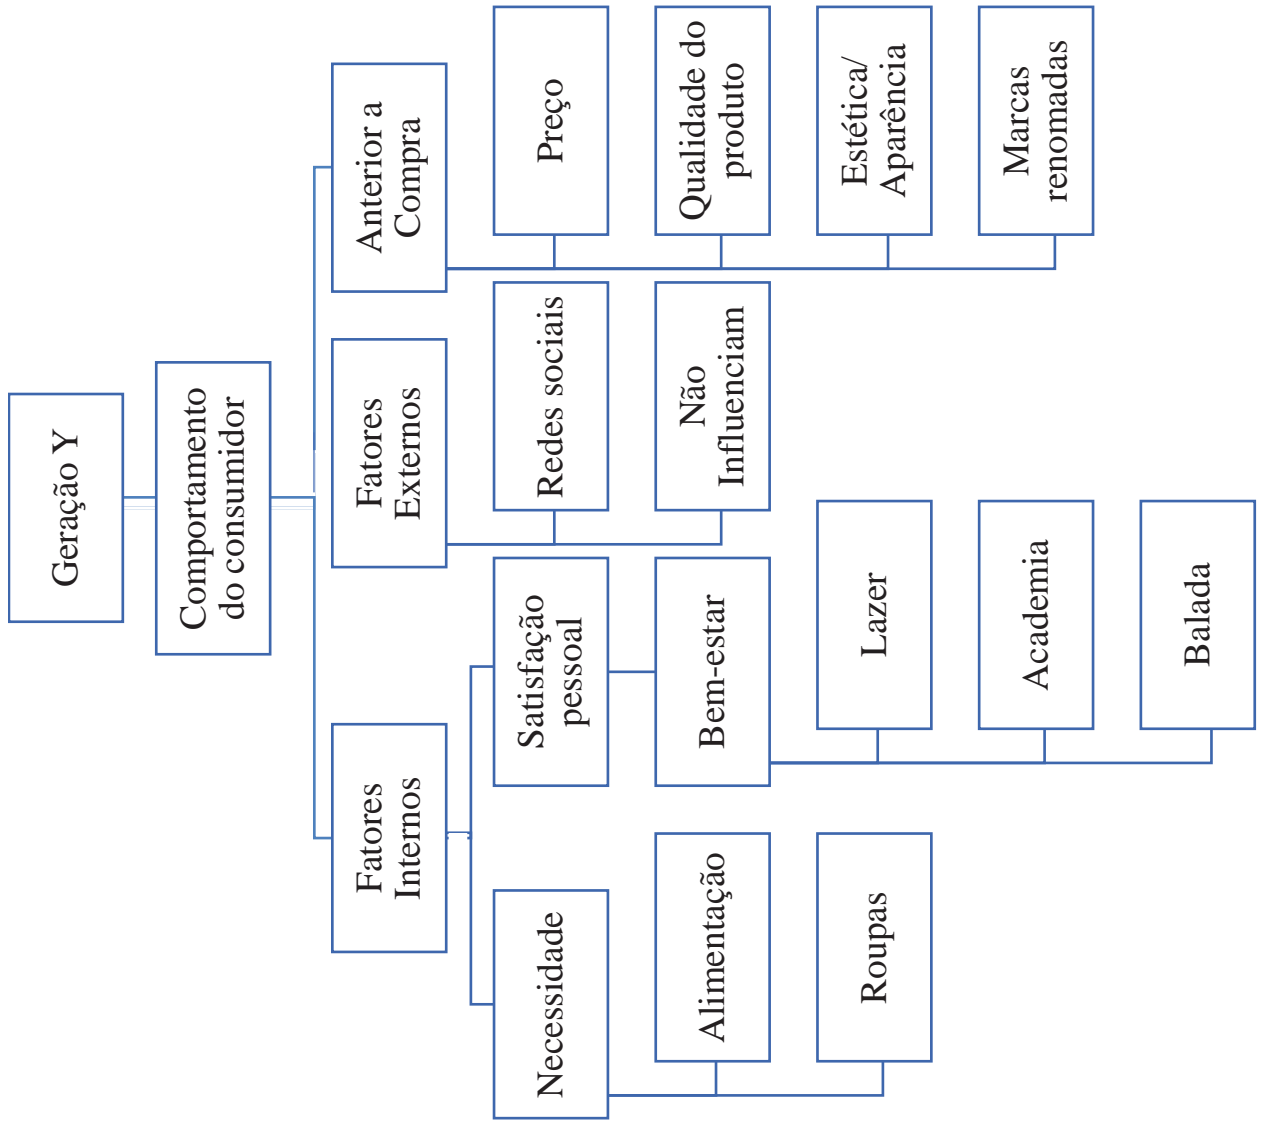 Geração Y
Comportamento
do consumidor
Fatores
Internos
Necessidade
Alimentação
Roupas
Satisfação
pessoal
Bem-estar
Lazer
Academia
Balada
Fatores
Externos
Redes sociais
Não
Influenciam
Anterior a
Compra
Preço
Qualidade do
produto
Estética/
Aparência
Marcas
renomadas